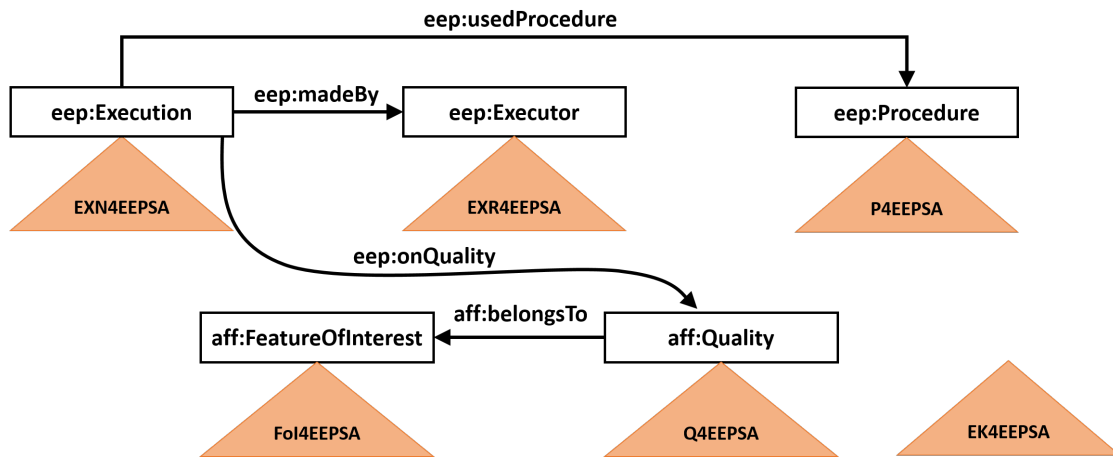 eep:usedProcedure
eep:Execution
eep:madeBy
eep:Executor
eep:Procedure
EXN4EEPSA
EXR4EEPSA
P4EEPSA
eep:onQuality
aff:belongsTo
aff:FeatureOfInterest
aff:Quality
FoI4EEPSA
Q4EEPSA
EK4EEPSA